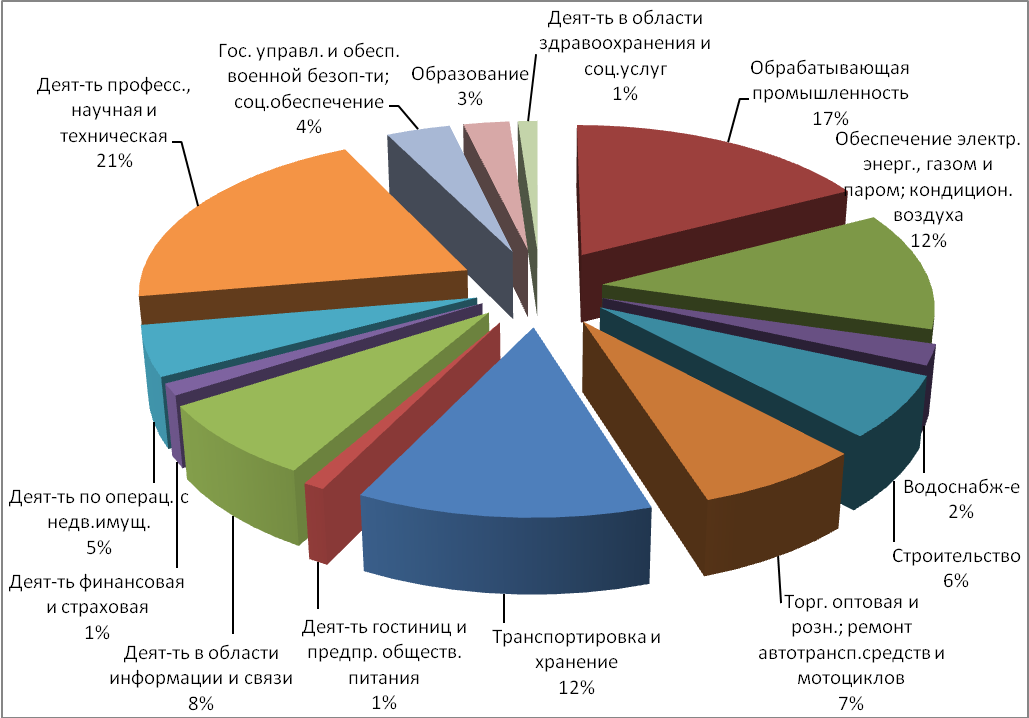 Деят-ть в области
здравоохранения и
соц.услуг
1%
Обрабатывающая
промышленность
17%
Обеспечение электр.
энерг., газом и
паром; кондицион.
воздуха
12%
Водоснабж-е
2%
Строительство
6%
Торг. оптовая и
розн.; ремонт
автотрансп.средств и
мотоциклов
7%
Транспортировка и
хранение
12%
Деят-ть гостиниц и
предпр. обществ.
питания
1%
Деят-ть в области
информации и связи
8%
Деят-ть финансовая
и страховая
1%
Деят-ть по операц. с
недв.имущ.
5%
Деят-ть професс.,
научная и
техническая
21%
Гос. управл. и обесп.
военной безоп-ти;
соц.обеспечение
4%
Образование
3%